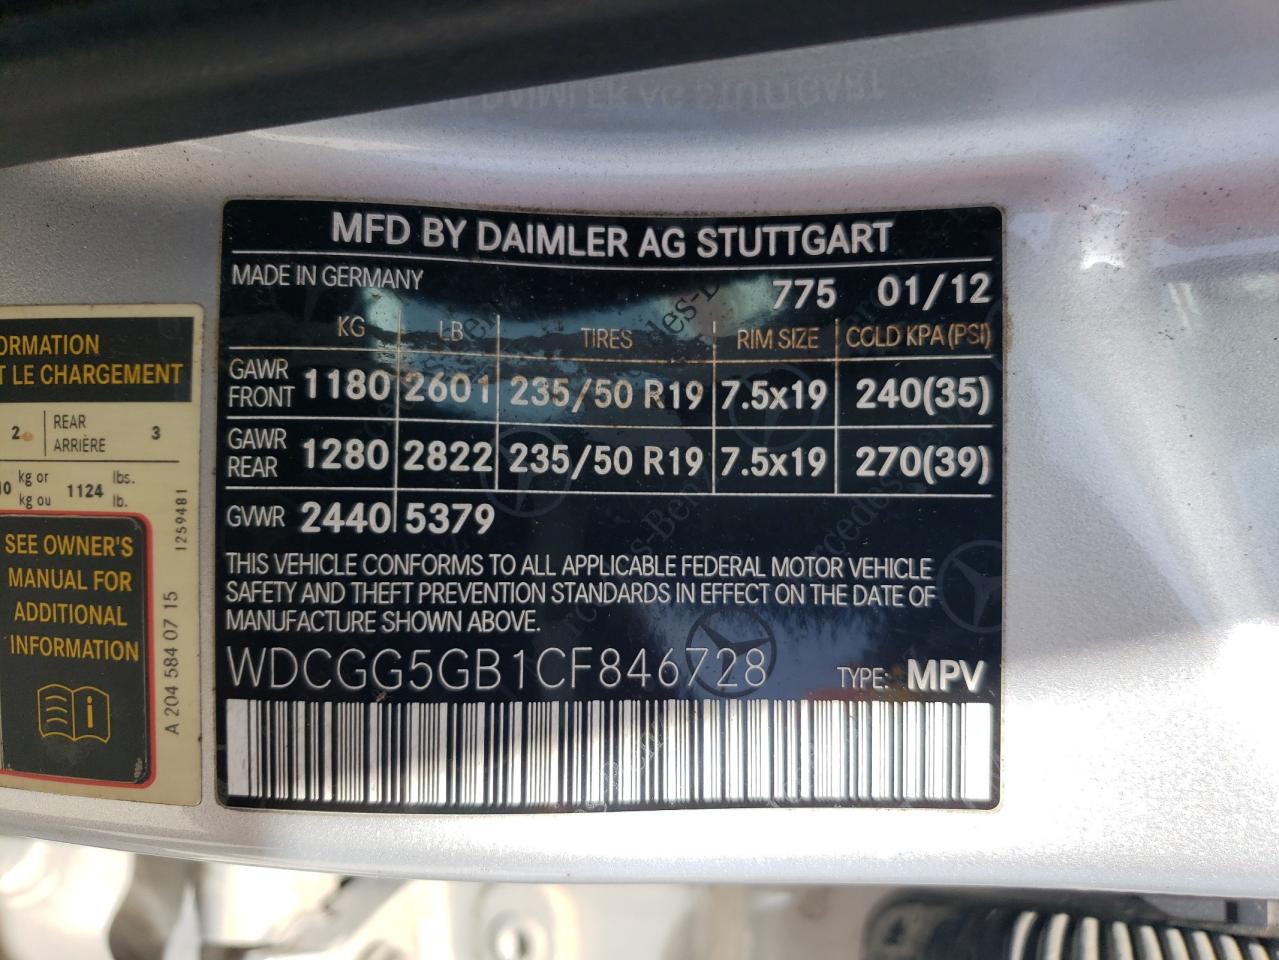 MFD BY DAIMLER AG STUTTGART
MADE IN GERMANY 775 01/12
KG LB TIRES RIM SIZE COLD KPA (PSI)
GAWR FRONT 1180 2601 235/50 R19 7.5x19 240(35)
GAWR REAR 1280 2822 235/50 R19 7.5x19 270(39)
GVWR 2440 5379
THIS VEHICLE CONFORMS TO ALL APPLICABLE FEDERAL MOTOR VEHICLE
SAFETY AND THEFT PREVENTION STANDARDS IN EFFECT ON THE DATE OF
MANUFACTURE SHOWN ABOVE.
WDCGG5GB1CF846728 TYPE: MPV
LE CHARGEMENT
2 REAR ARRIÈRE 3
kg or 1124 lbs.
kg ou lb.
SEE OWNER'S
MANUAL FOR
ADDITIONAL
INFORMATION
1259481
A 204 584 07 15
DAIMLER AG STUTTGART